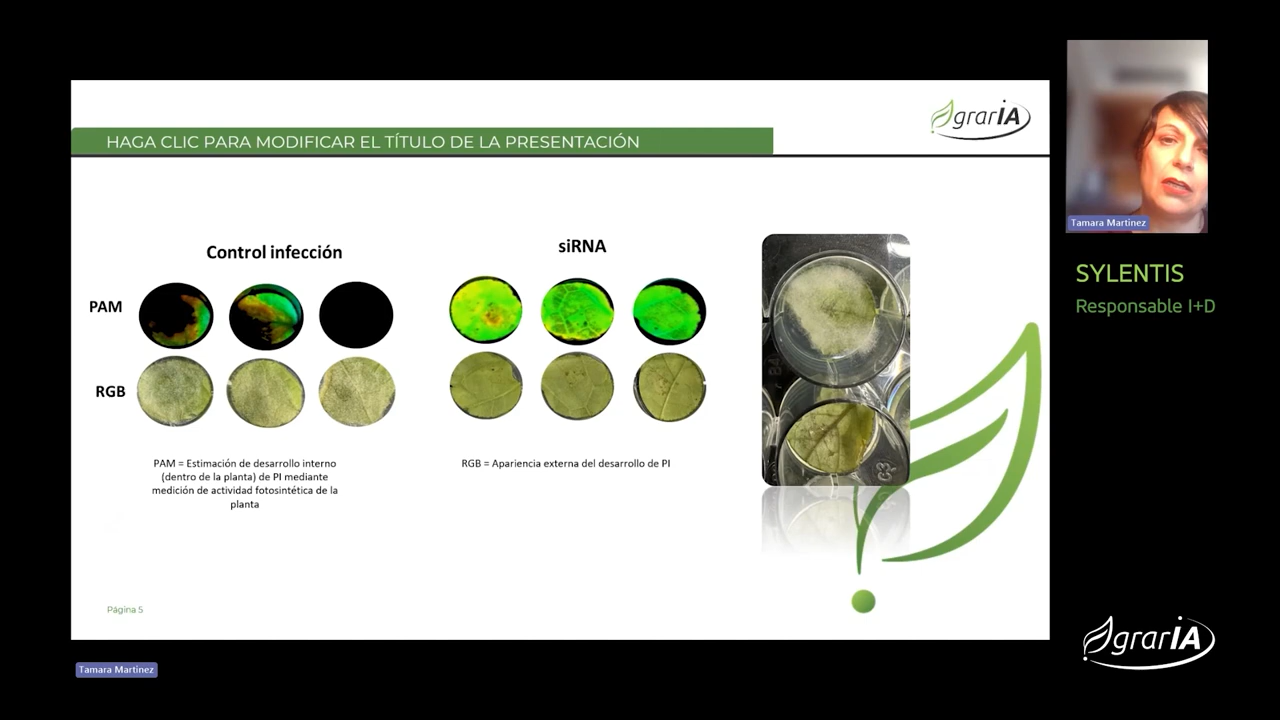 HAGA CLIC PARA MODIFICAR EL TÍTULO DE LA PRESENTACIÓN
grarIA
Control infección
siRNA
PAM
RGB
PAM = Estimación de desarrollo interno
(dentro de la planta) de PI mediante
medición de actividad fotosintética de la
planta
RGB = Apariencia externa del desarrollo de PI
Página 5
Tamara Martinez
Tamara Martinez
SYLENTIS
Responsable I+D
grarIA